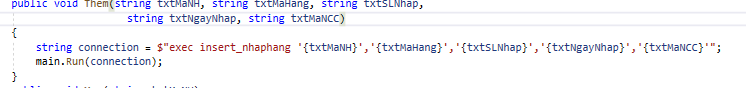 public void Them(string txtMaNH, string txtMaHang, string txtSLNhap,
string txtNgayNhap, string txtMaNCC)
{
string connection = $"exec insert_nhaphang '{txtMaNH}','{txtMaHang}','{txtSLNhap}','{txtNgayNhap}','{txtMaNCC}'";
main.Run(connection);
}